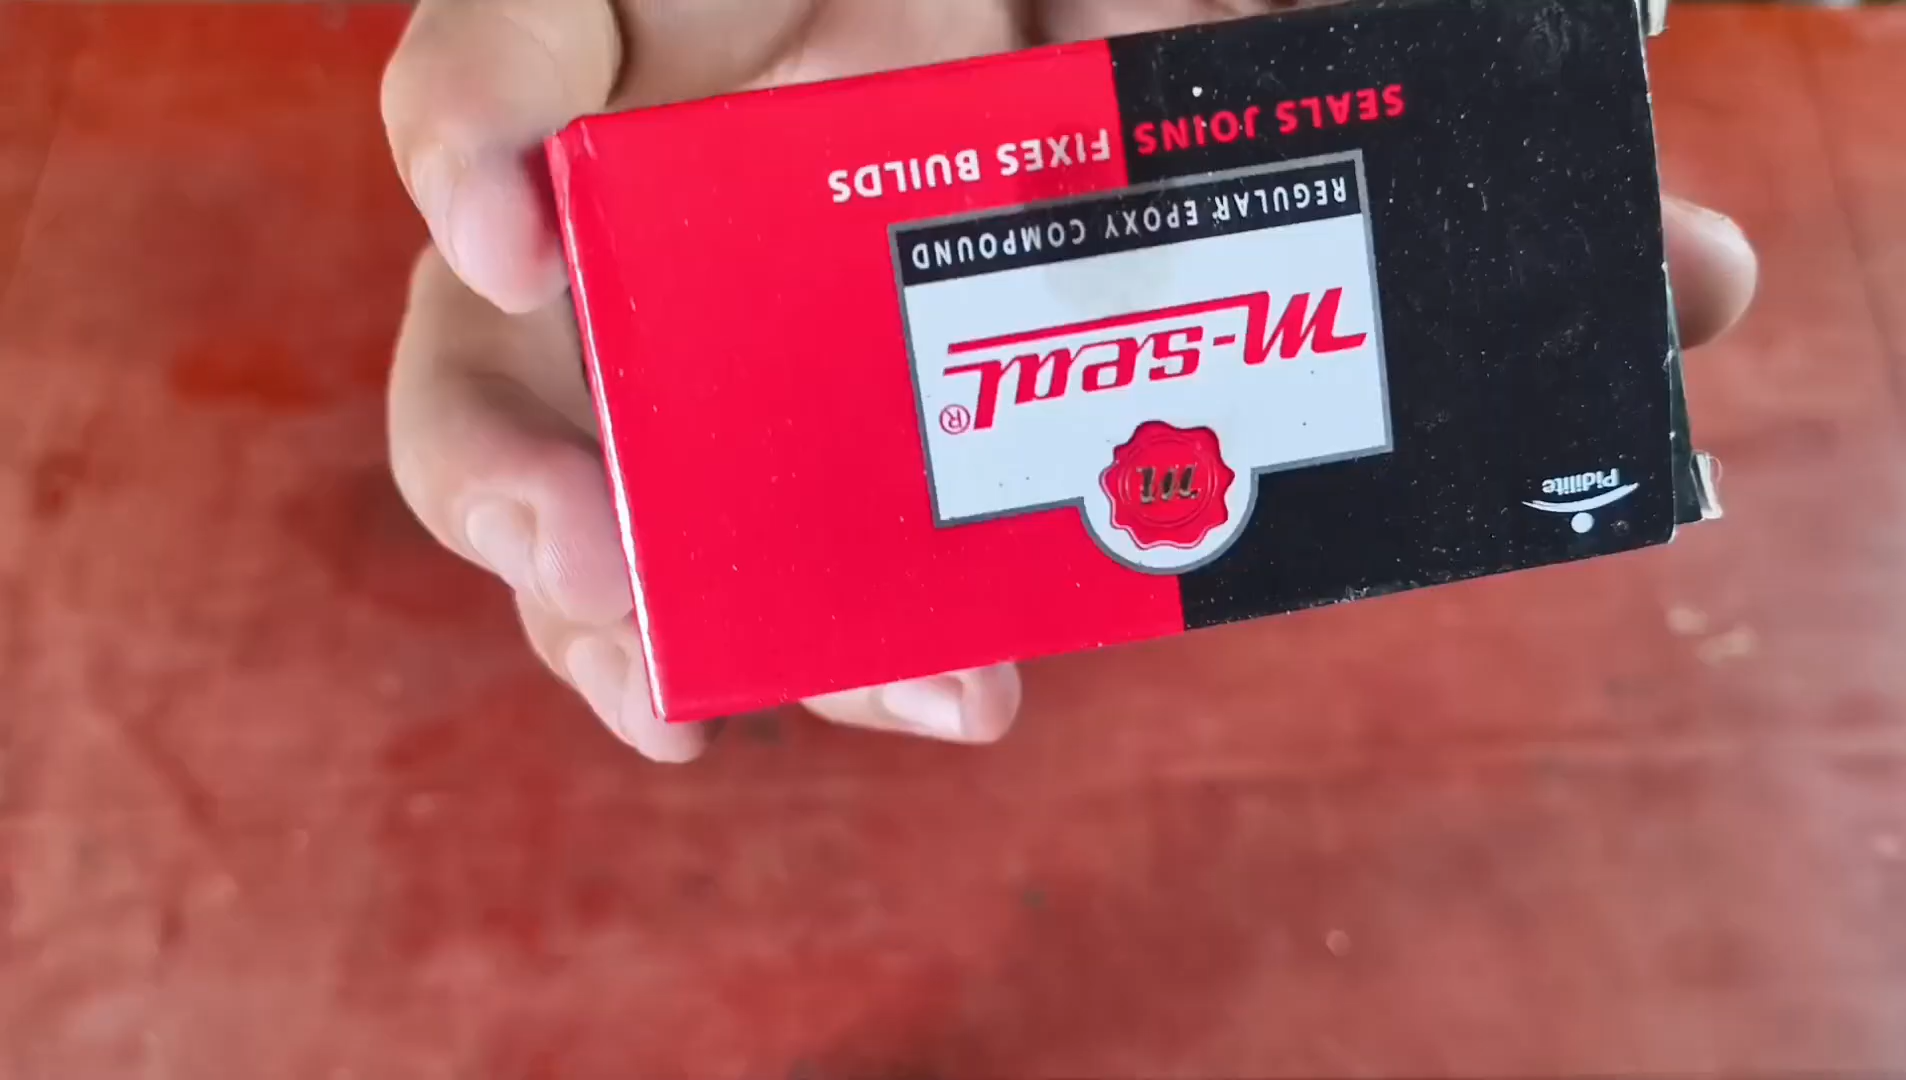 Pidilite
m
M-seal®
REGULAR EPOXY COMPOUND
SEALS JOINS FIXES BUILDS